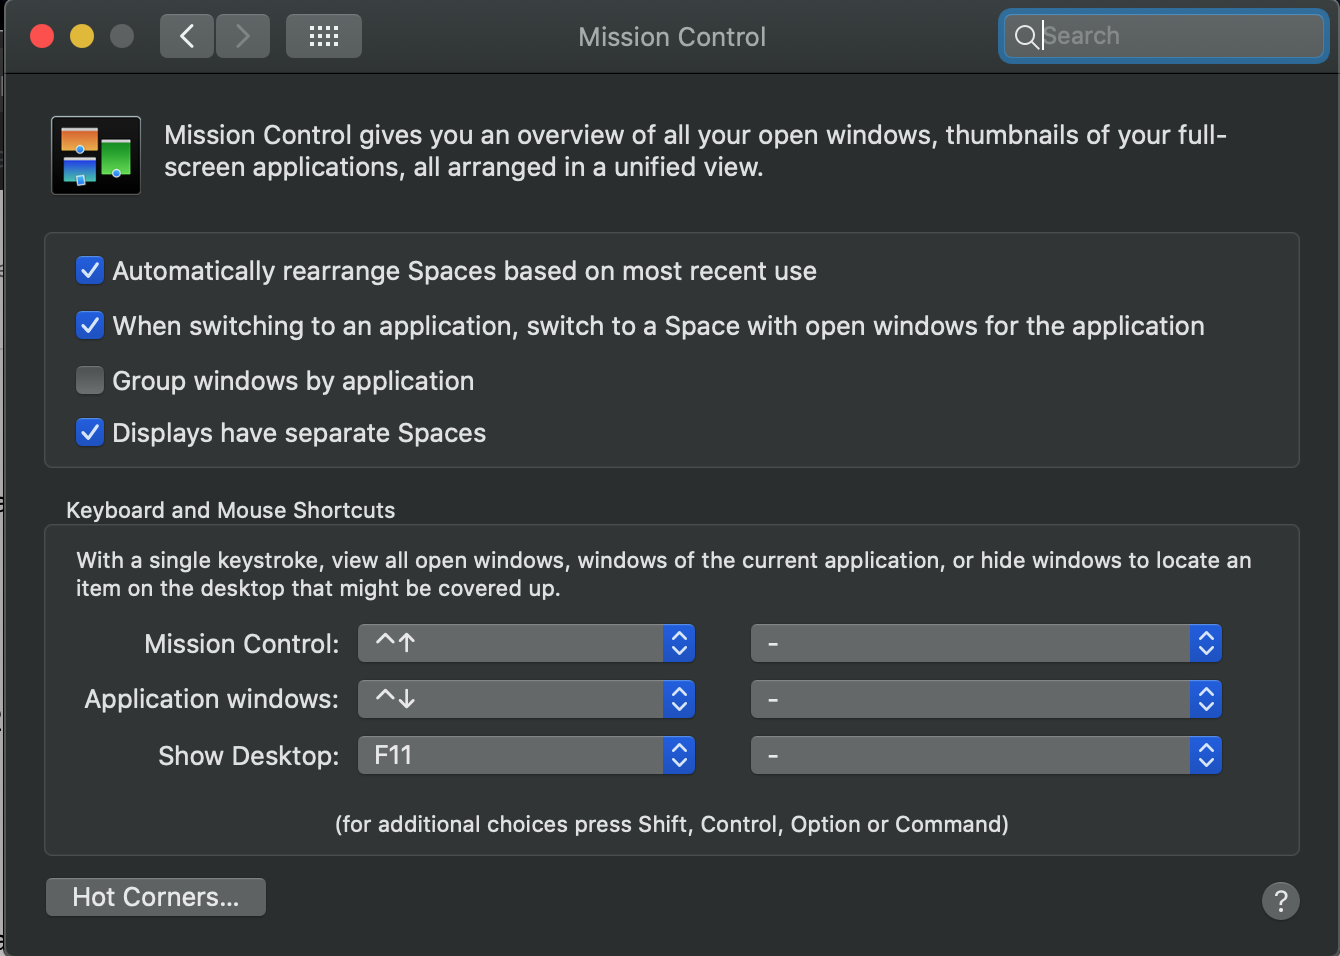 Mission Control
Search
Mission Control gives you an overview of all your open windows, thumbnails of your full-
screen applications, all arranged in a unified view.
Automatically rearrange Spaces based on most recent use
When switching to an application, switch to a Space with open windows for the application
Group windows by application
Displays have separate Spaces
Keyboard and Mouse Shortcuts
With a single keystroke, view all open windows, windows of the current application, or hide windows to locate an
item on the desktop that might be covered up.
Mission Control: ^↑ -
Application windows: ^↓ -
Show Desktop: F11 -
(for additional choices press Shift, Control, Option or Command)
Hot Corners... ?